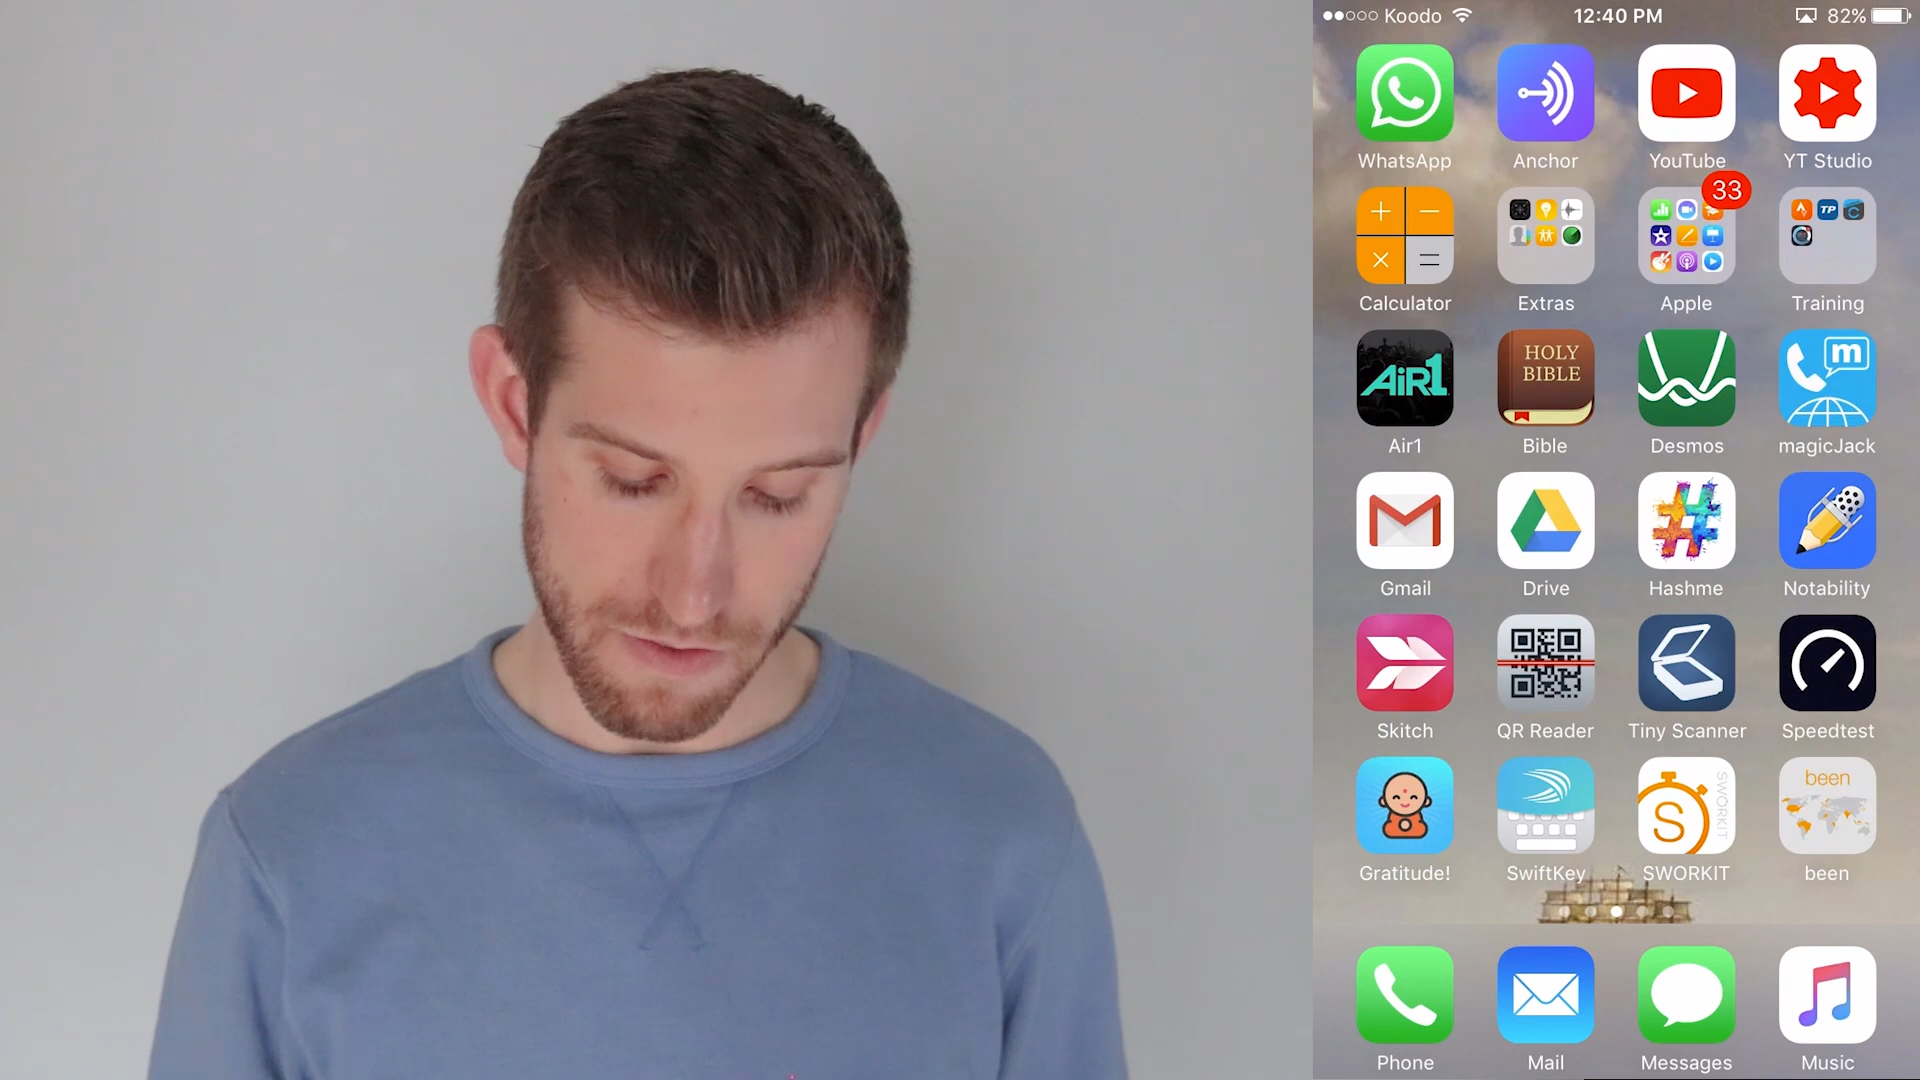 Koodo 12:40 PM 82%
WhatsApp Anchor YouTube YT Studio
33
Calculator Extras Apple Training
TP
AiR1 HOLY BIBLE m
Air1 Bible Desmos magicJack
#
Gmail Drive Hashme Notability
Skitch QR Reader Tiny Scanner Speedtest
been
S SWORKIT
Gratitude! SwiftKey SWORKIT been
Phone Mail Messages Music